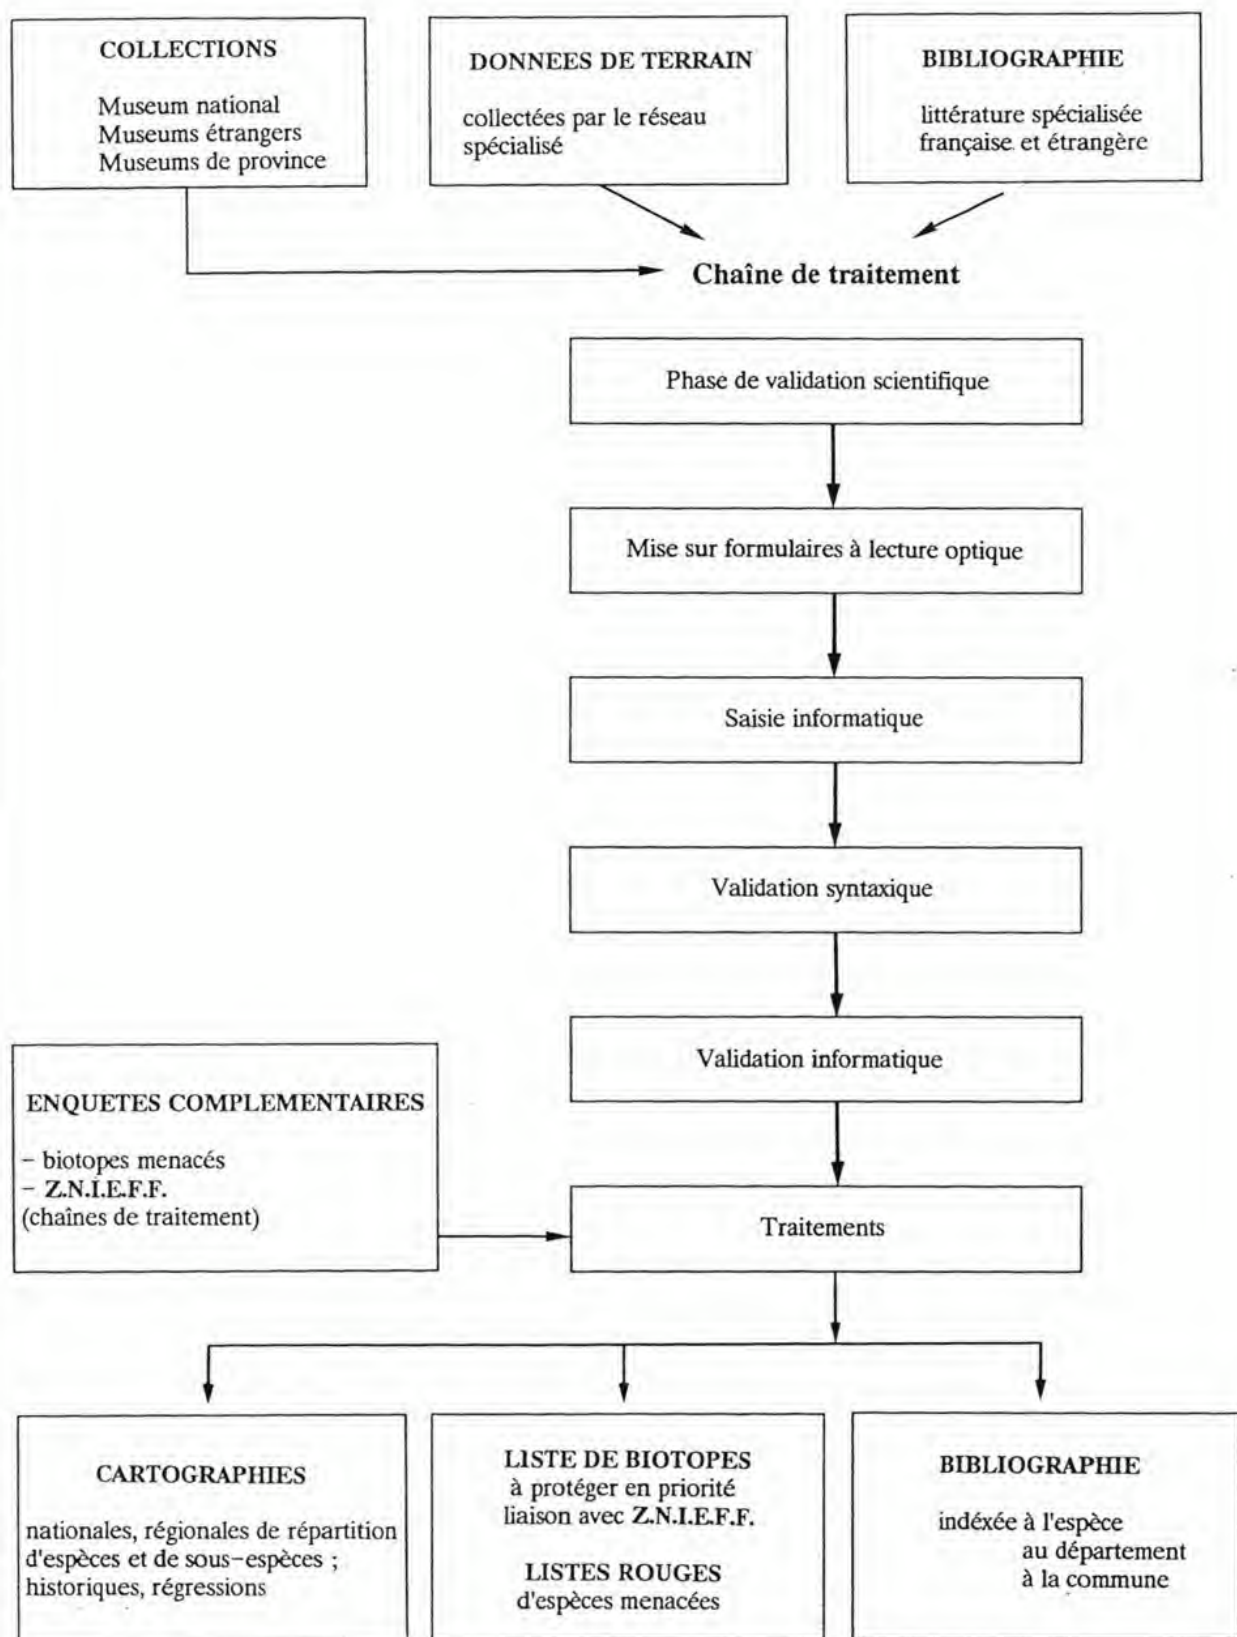 COLLECTIONS
Museum national
Museums étrangers
Museums de province
DONNEES DE TERRAIN
collectées par le réseau
spécialisé
BIBLIOGRAPHIE
littérature spécialisée
française et étrangère
Chaîne de traitement
Phase de validation scientifique
Mise sur formulaires à lecture optique
Saisie informatique
Validation syntaxique
Validation informatique
ENQUETES COMPLEMENTAIRES
– biotopes menacés
– Z.N.I.E.F.F.
(chaînes de traitement)
Traitements
CARTOGRAPHIES
nationales, régionales de répartition
d'espèces et de sous-espèces ;
historiques, régressions
LISTE DE BIOTOPES
à protéger en priorité
liaison avec Z.N.I.E.F.F.
LISTES ROUGES
d'espèces menacées
BIBLIOGRAPHIE
indéxée à l'espèce
au département
à la commune